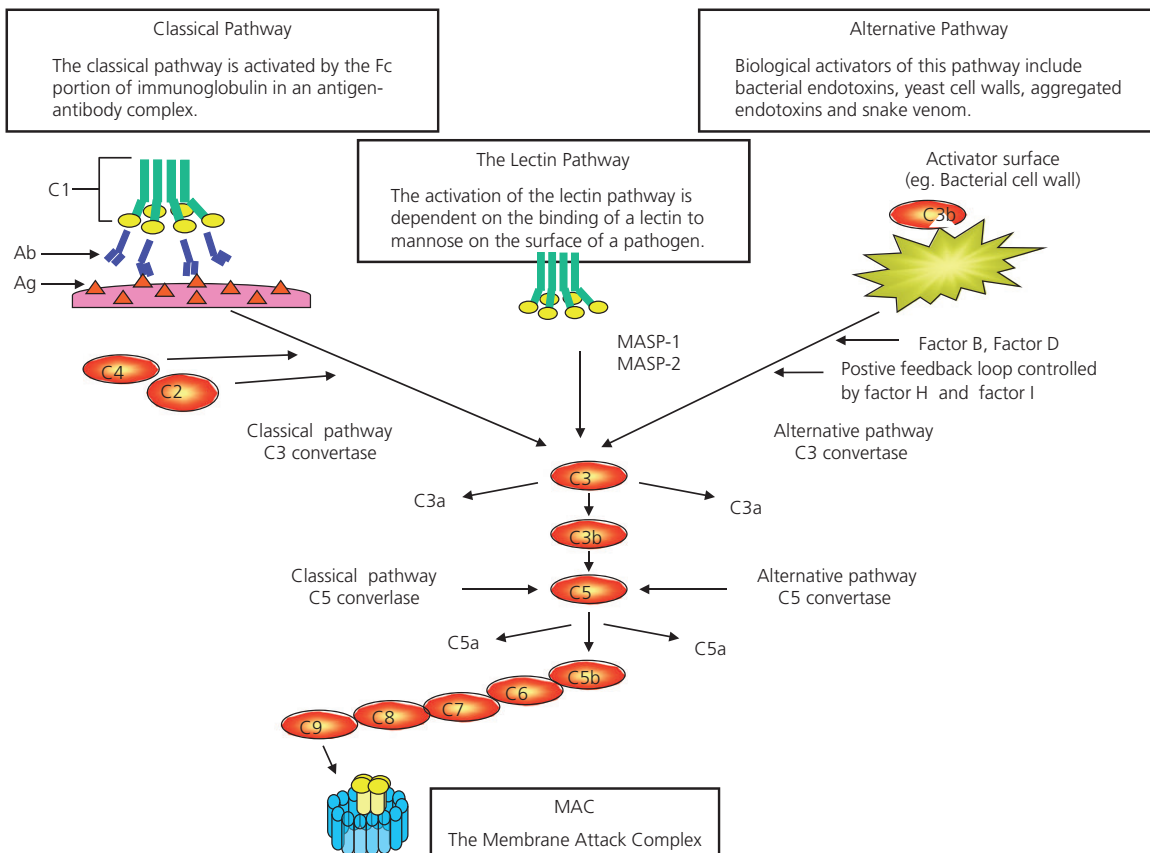 Classical Pathway
The classical pathway is activated by the Fc
portion of immunoglobulin in an antigen-
antibody complex.
Alternative Pathway
Biological activators of this pathway include
bacterial endotoxins, yeast cell walls, aggregated
endotoxins and snake venom.
The Lectin Pathway
The activation of the lectin pathway is
dependent on the binding of a lectin to
mannose on the surface of a pathogen.
Activator surface
(eg. Bacterial cell wall)
C3b
C1
Ab
Ag
MASP-1
MASP-2
Factor B, Factor D
Postive feedback loop controlled
by factor H and factor I
C4
C2
Classical pathway
C3 convertase
Alternative pathway
C3 convertase
C3
C3a
C3a
C3b
Classical pathway
C5 converlase
C5
Alternative pathway
C5 convertase
C5a
C5a
C5b
C6
C7
C8
C9
MAC
The Membrane Attack Complex